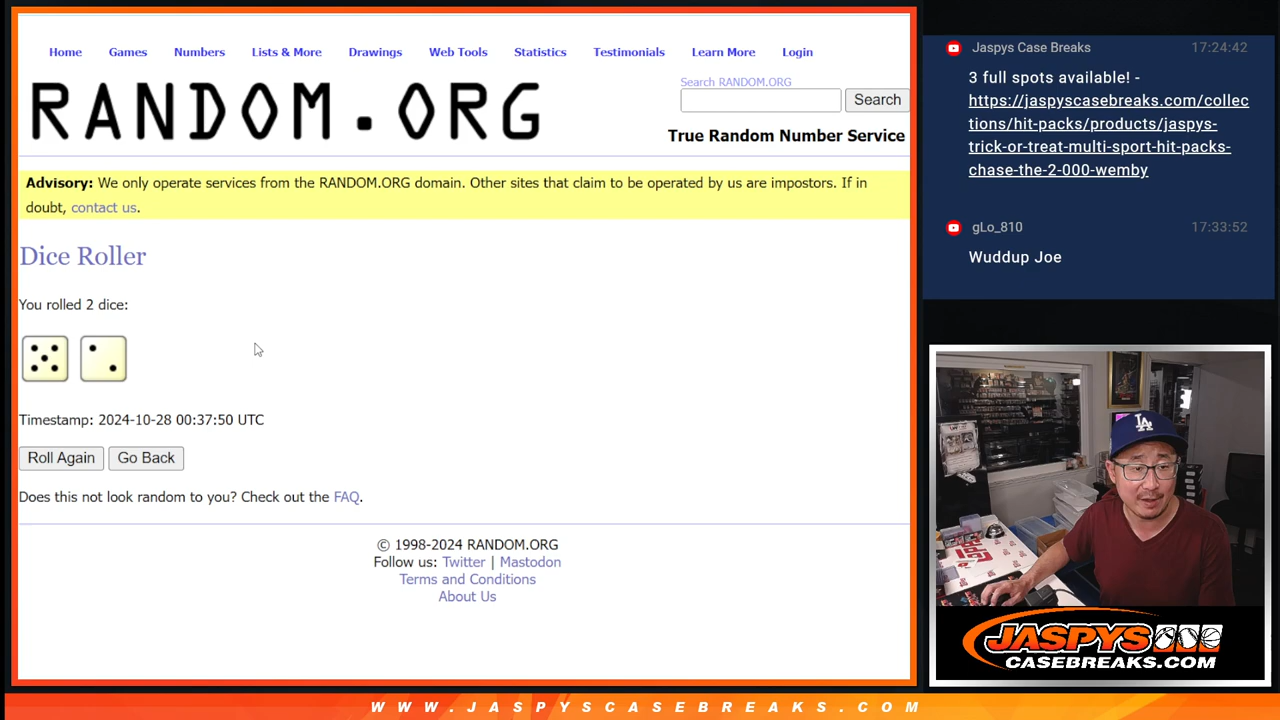 Home Games Numbers Lists & More Drawings Web Tools Statistics Testimonials Learn More Login
RANDOM.ORG
Search RANDOM.ORG
Search
True Random Number Service
Advisory: We only operate services from the RANDOM.ORG domain. Other sites that claim to be operated by us are impostors. If in
doubt, contact us.
Dice Roller
You rolled 2 dice:
Timestamp: 2024-10-28 00:37:50 UTC
Roll Again Go Back
Does this not look random to you? Check out the FAQ.
© 1998-2024 RANDOM.ORG
Follow us: Twitter | Mastodon
Terms and Conditions
About Us
Jaspys Case Breaks 17:24:42
3 full spots available! -
https://jaspyscasebreaks.com/collec
tions/hit-packs/products/jaspys-
trick-or-treat-multi-sport-hit-packs-
chase-the-2-000-wemby
gLo_810 17:33:52
Wuddup Joe
LA
JASPYS
CASEBREAKS.COM
WWW.JASPYSCASEBREAKS.COM